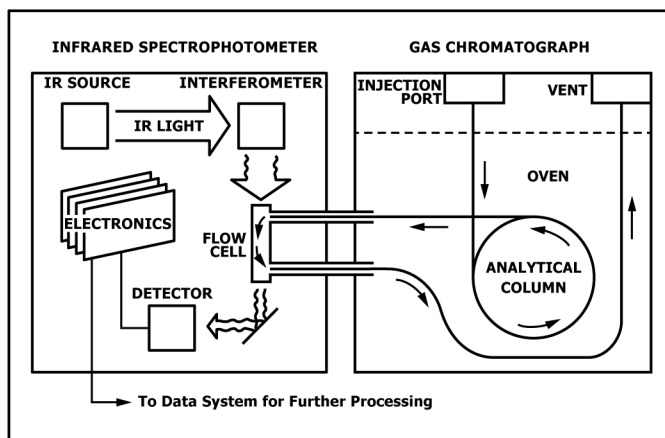 INFRARED SPECTROPHOTOMETER
GAS CHROMATOGRAPH
IR SOURCE
INTERFEROMETER
IR LIGHT
ELECTRONICS
FLOW
CELL
DETECTOR
INJECTION
PORT
VENT
OVEN
ANALYTICAL
COLUMN
To Data System for Further Processing